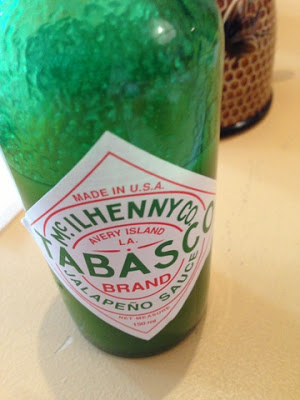 MADE IN U.S.A.
McILHENNY CO.
AVERY ISLAND
LA.
TABASCO
BRAND
JALAPEÑO SAUCE